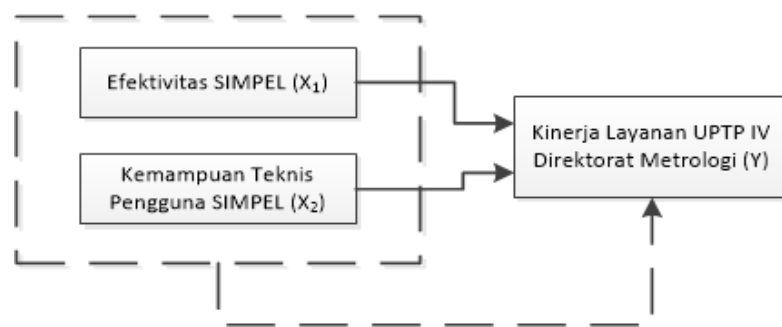 Efektivitas SIMPEL (X₁)
Kemampuan Teknis
Pengguna SIMPEL (X₂)
Kinerja Layanan UPTP IV
Direktorat Metrologi (Y)